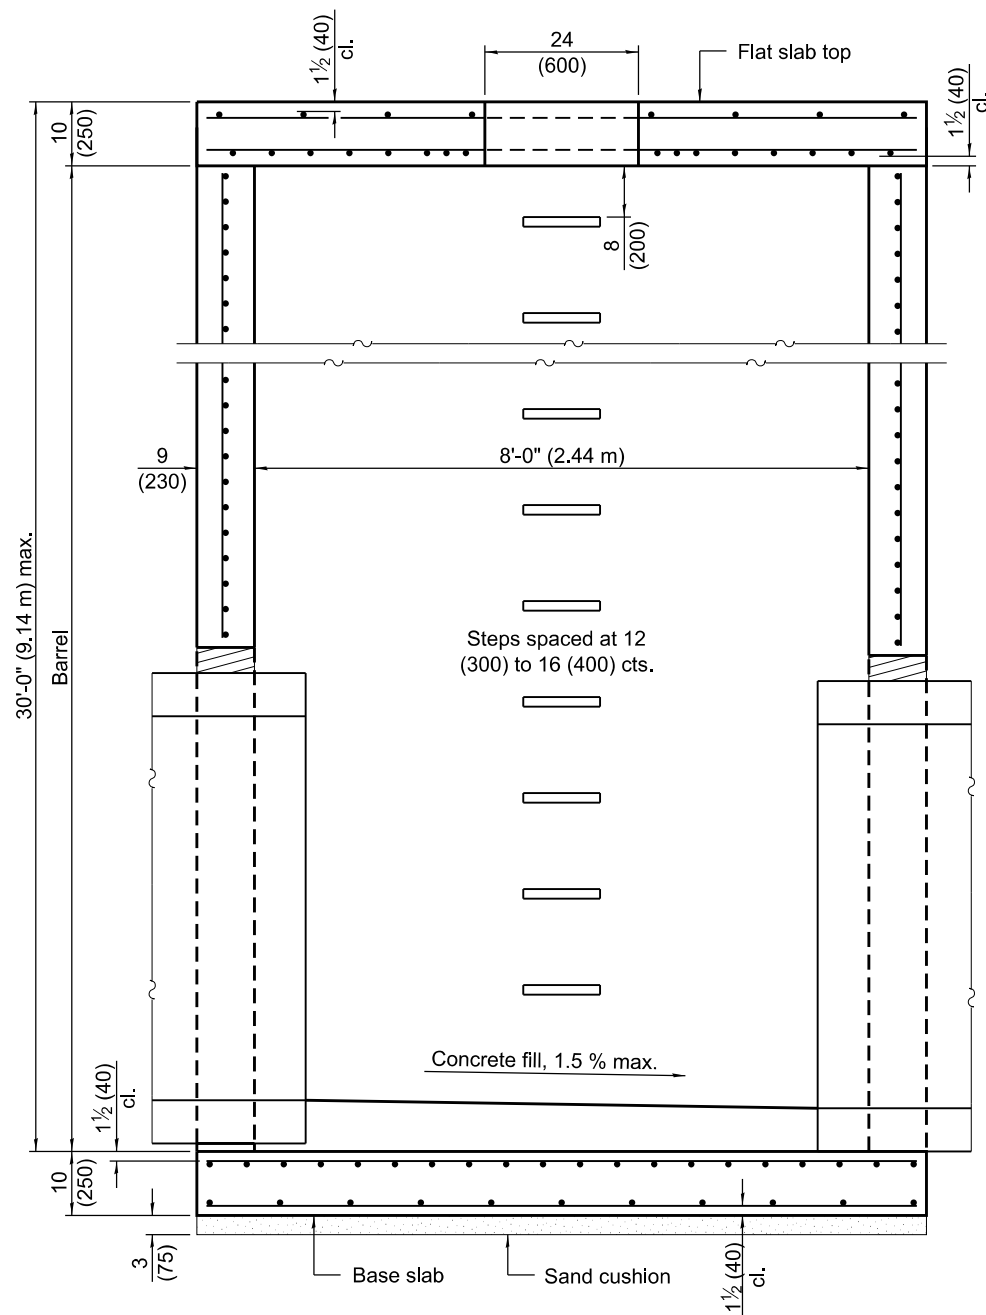 1½ (40)
cl.
24
(600)
Flat slab top
1½ (40)
cl.
10
(250)
8
(200)
9
(230)
8'-0" (2.44 m)
30'-0" (9.14 m) max.
Barrel
Steps spaced at 12
(300) to 16 (400) cts.
Concrete fill, 1.5 % max.
1½ (40)
cl.
10
(250)
3
(75)
Base slab
Sand cushion
1½ (40)
cl.